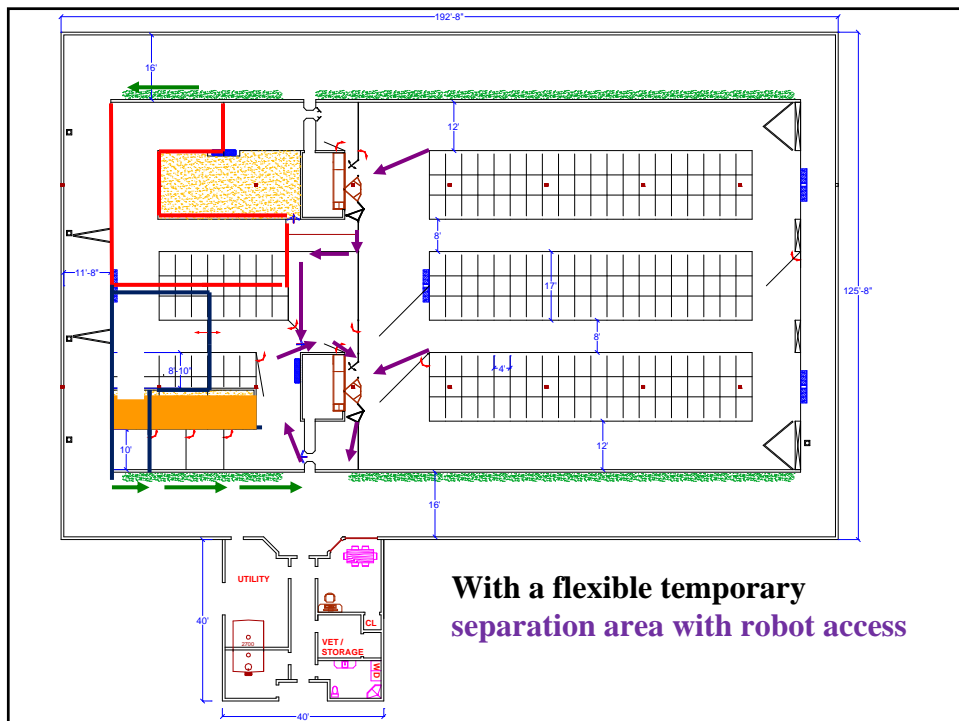 192'-8"
16'
12'
8'
11'-8"
17'
125'-8"
8'
8'-10"
4'
10'
12'
16'
UTILITY
40'
CL
2700
VET /
STORAGE
WD
40'
With a flexible temporary
separation area with robot access